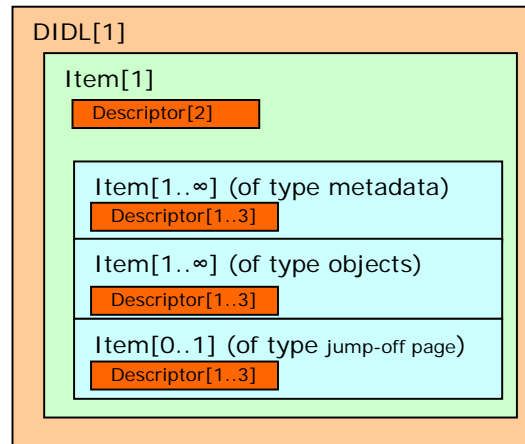 DIDL[1]
Item[1]
Descriptor[2]
Item[1..∞] (of type metadata)
Descriptor[1..3]
Item[1..∞] (of type objects)
Descriptor[1..3]
Item[0..1] (of type jump-off page)
Descriptor[1..3]